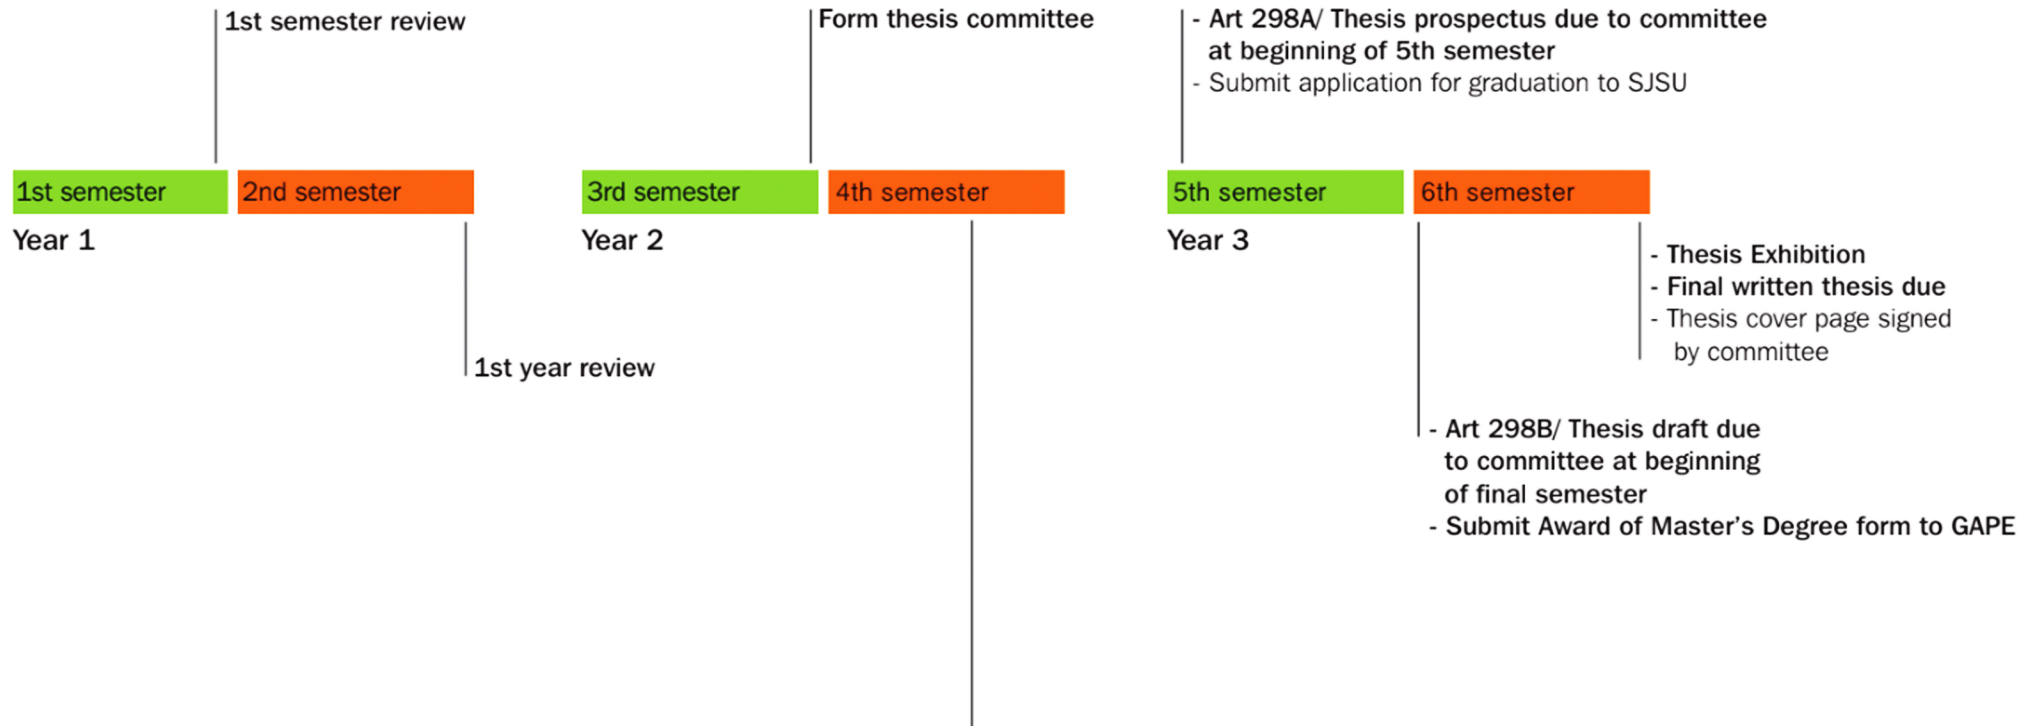 1st semester review
Form thesis committee
- Art 298A/ Thesis prospectus due to committee
at beginning of 5th semester
- Submit application for graduation to SJSU
1st semester
2nd semester
3rd semester
4th semester
5th semester
6th semester
Year 1
Year 2
Year 3
- Thesis Exhibition
- Final written thesis due
- Thesis cover page signed
by committee
1st year review
- Art 298B/ Thesis draft due
to committee at beginning
of final semester
- Submit Award of Master’s Degree form to GAPE